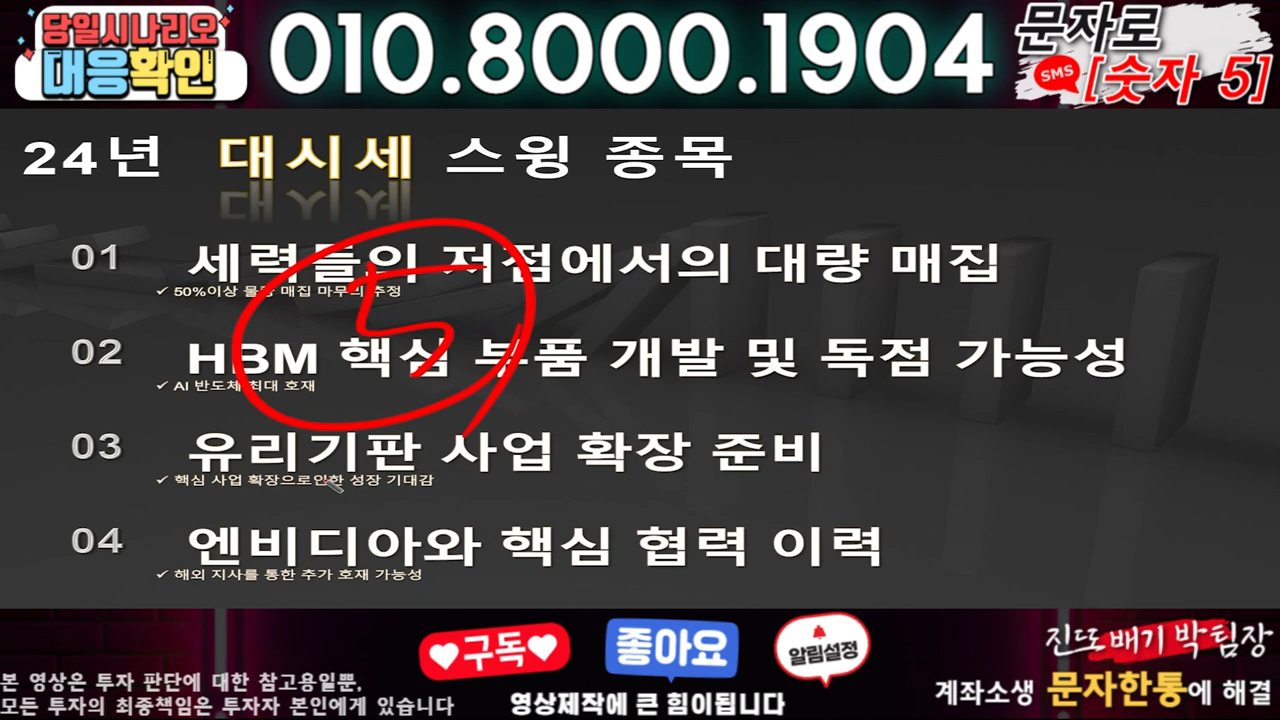 당일시나리오
대응확인
010.8000.1904
문자로
SMS
[숫자 5]
24년 대시세 스윙 종목
01 세력들의 저점에서의 대량 매집
✓ 50%이상 물량 매집 마무리 추정
5
02 HBM 핵심 부품 개발 및 독점 가능성
✓ AI 반도체 최대 호재
03 유리기판 사업 확장 준비
✓ 핵심 사업 확장으로인한 성장 기대감
04 엔비디아와 핵심 협력 이력
✓ 해외 지사를 통한 추가 호재 가능성
본 영상은 투자 판단에 대한 참고용일뿐,
모든 투자의 최종책임은 투자자 본인에게 있습니다
구독
좋아요
알림설정
영상제작에 큰 힘이됩니다
진또배기 박팀장
계좌소생 문자한통에 해결